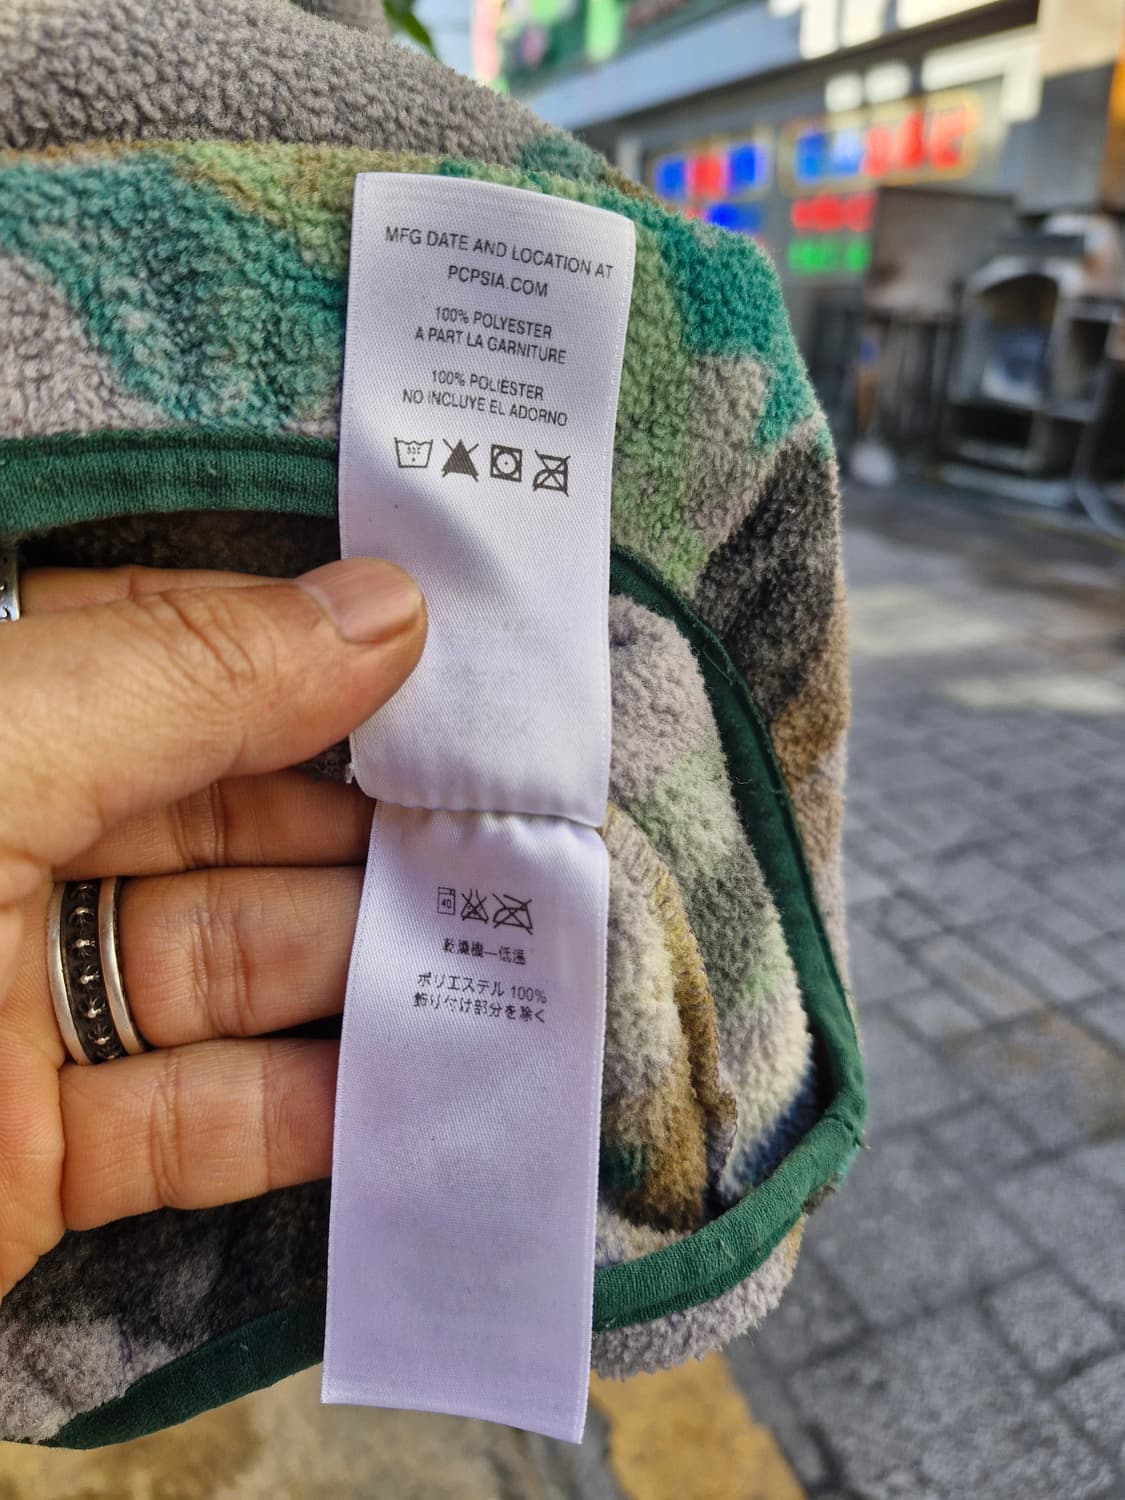 MFG DATE AND LOCATION AT
PCPSIA.COM
100% POLYESTER
A PART LA GARNITURE
100% POLIESTER
NO INCLUYE EL ADORNO
40
乾燥機—低温
ポリエステル 100%
飾り付け部分を除く